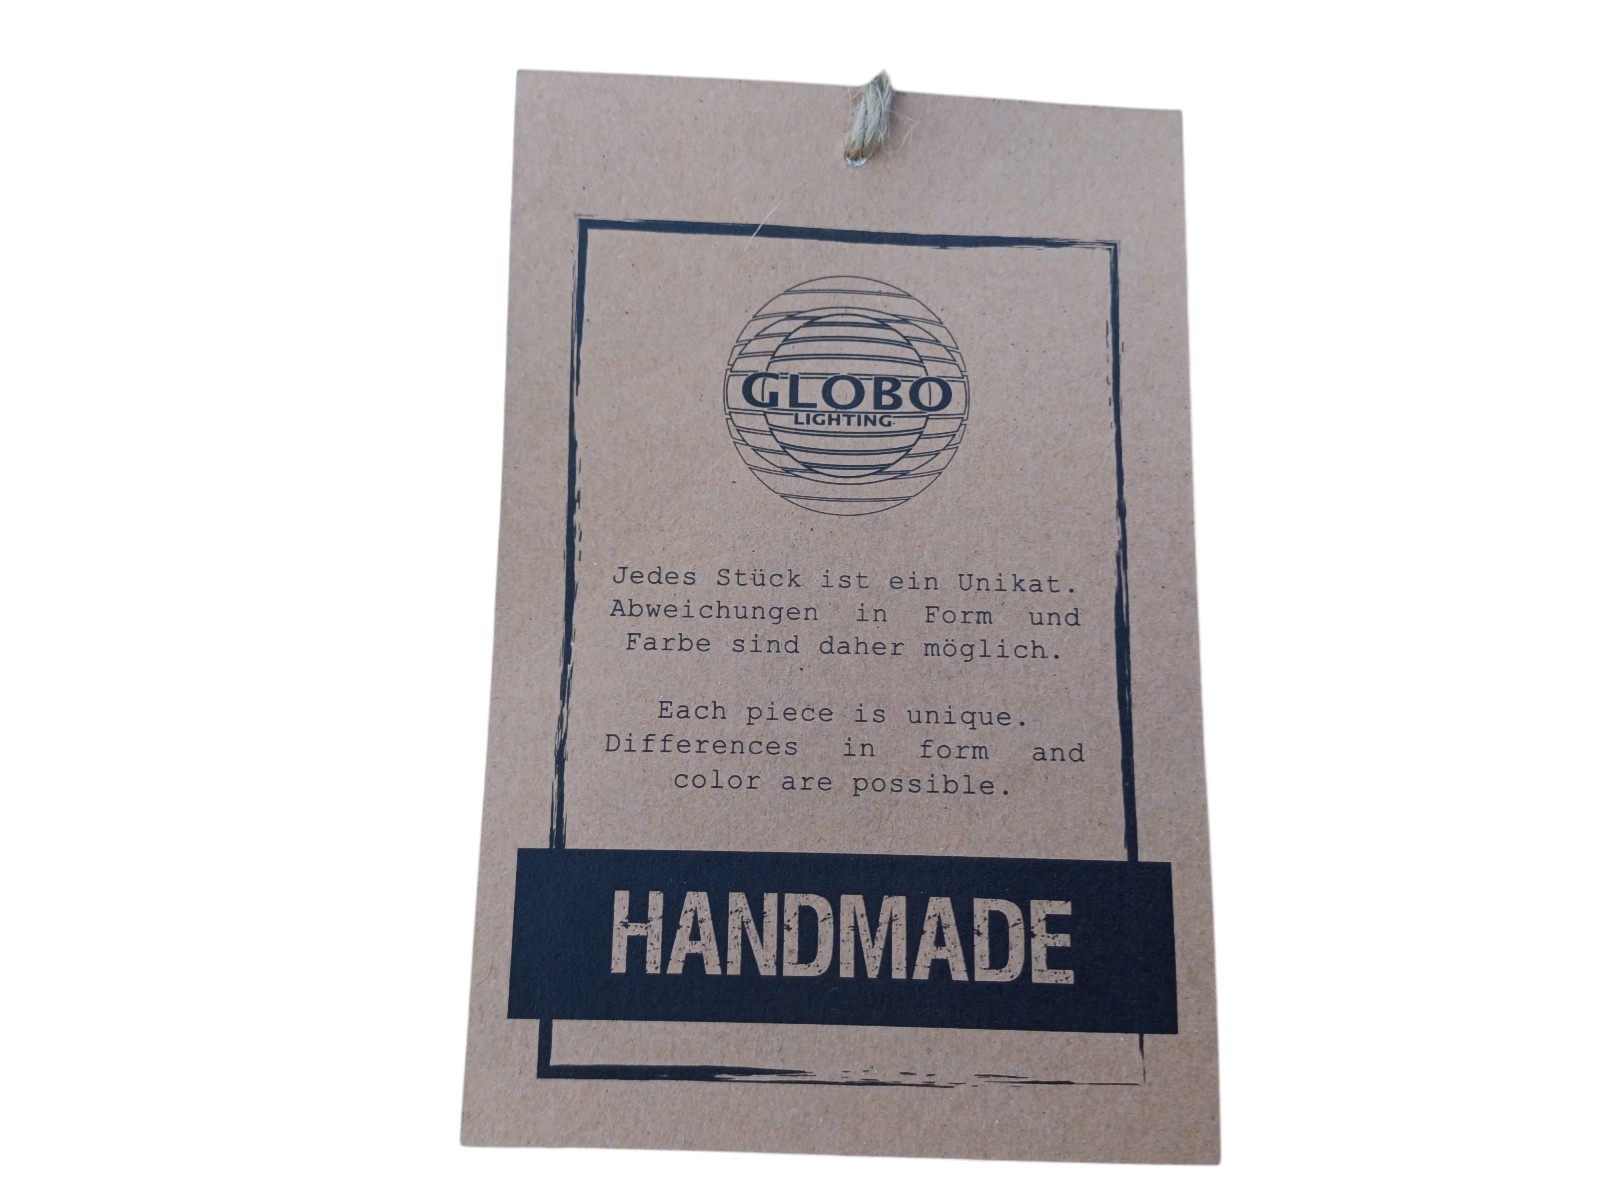 GLOBO
LIGHTING
Jedes Stück ist ein Unikat.
Abweichungen in Form und
Farbe sind daher möglich.
Each piece is unique.
Differences in form and
color are possible.
HANDMADE